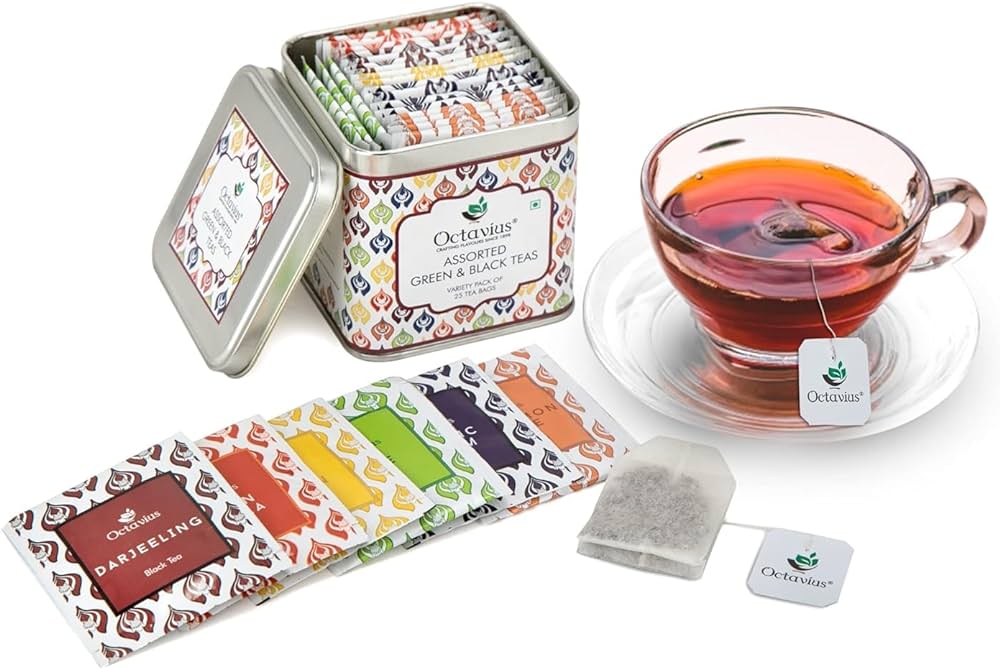 Octavius
ASSORTED
GREEN & BLACK
TEAS
Octavius®
CRAFTING FLAVOURS SINCE 1898
ASSORTED
GREEN & BLACK TEAS
VARIETY PACK OF
25 TEA BAGS
Octavius®
Octavius
DARJEELING
Black Tea
Octavius®